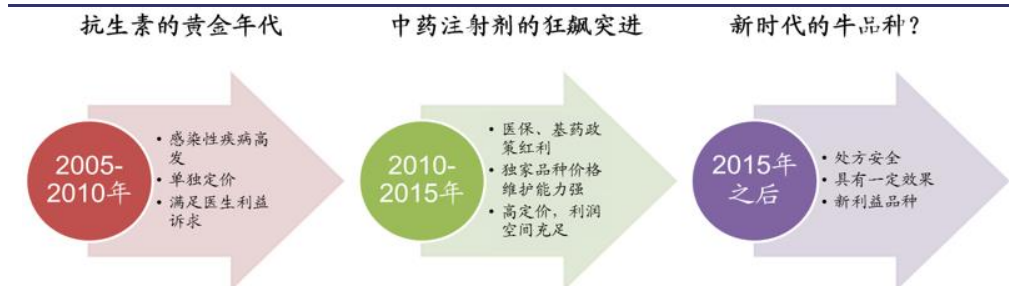 抗生素的黄金年代
中药注射剂的狂飙突进
新时代的牛品种？
2005-
2010年
• 感染性疾病高
发
• 单独定价
• 满足医生利益
诉求
2010-
2015年
• 医保、基药政
策红利
• 独家品种价格
维护能力强
• 高定价，利润
空间充足
2015年
之后
• 处方安全
• 具有一定效果
• 新利益品种